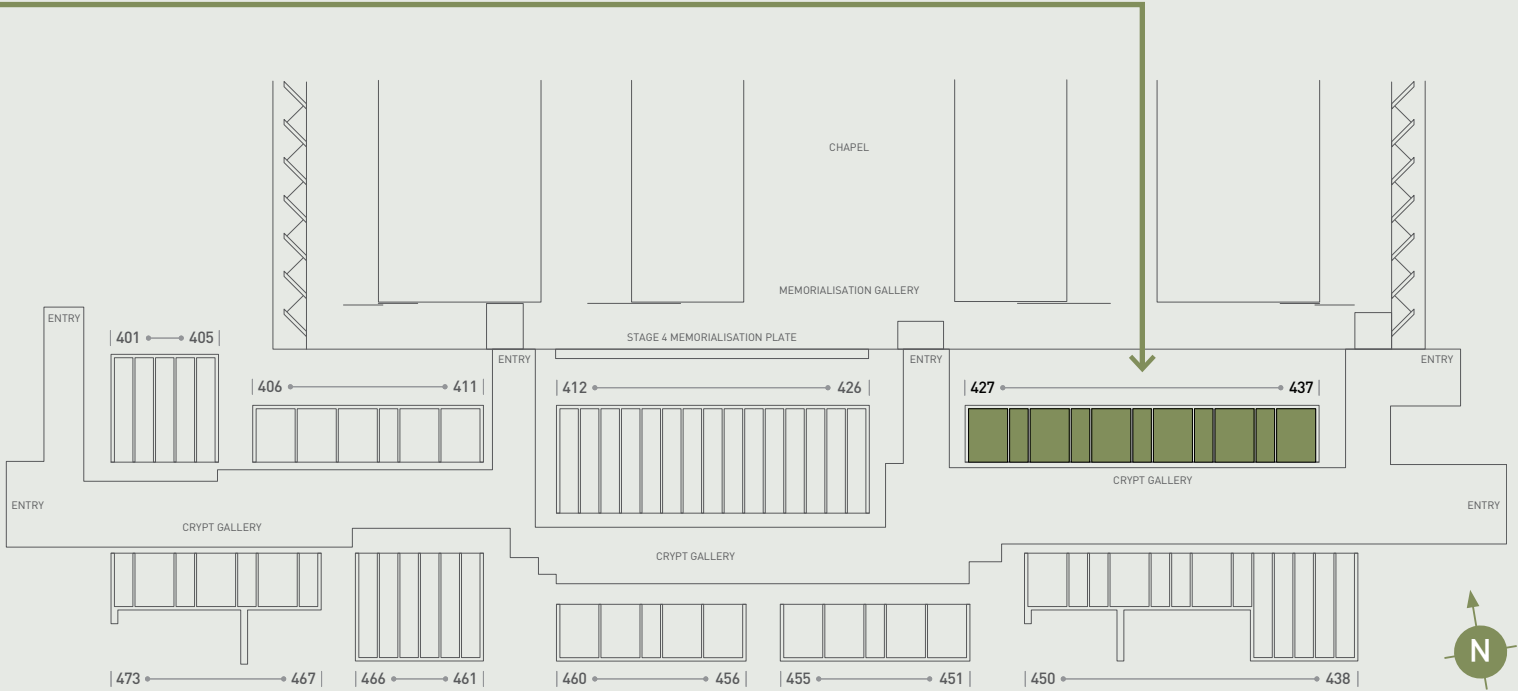 CHAPEL
MEMORIALISATION GALLERY
ENTRY
401 405
STAGE 4 MEMORIALISATION PLATE
ENTRY
ENTRY
ENTRY
406 411
412 426
427 437
CRYPT GALLERY
ENTRY
ENTRY
CRYPT GALLERY
CRYPT GALLERY
N
473 467
466 461
460 456
455 451
450 438